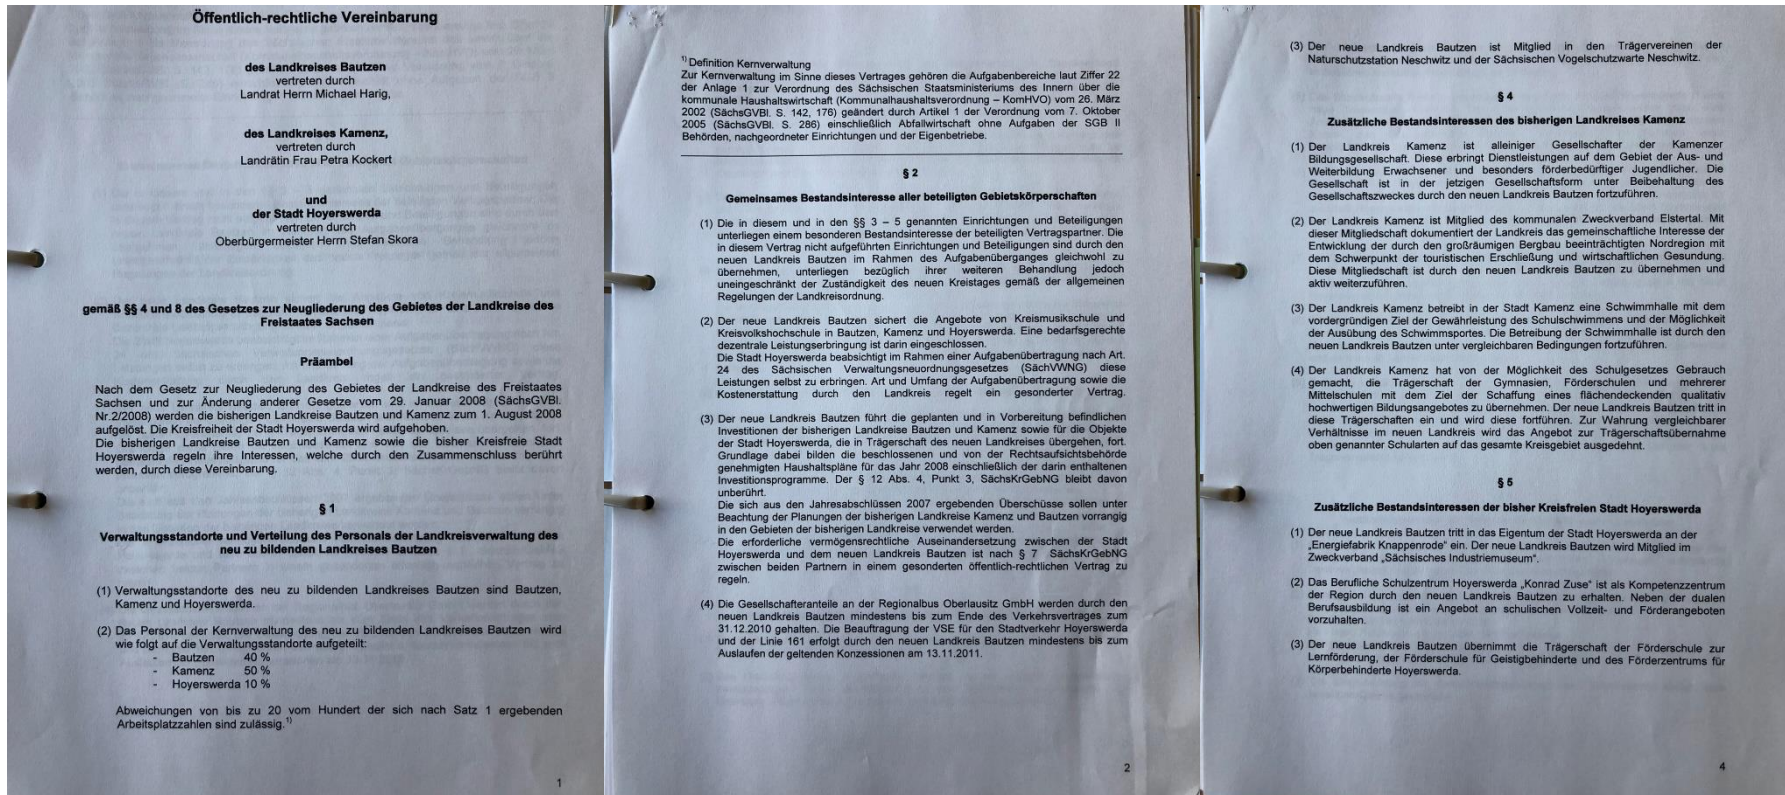 Öffentlich-rechtliche Vereinbarung
des Landkreises Bautzen
vertreten durch
Landrat Herrn Michael Harig,
des Landkreises Kamenz,
vertreten durch
Landrätin Frau Petra Kockert
und
der Stadt Hoyerswerda
vertreten durch
Oberbürgermeister Herrn Stefan Skora
gemäß §§ 4 und 8 des Gesetzes zur Neugliederung des Gebietes der Landkreise des
Freistaates Sachsen
Präambel
Nach dem Gesetz zur Neugliederung des Gebietes der Landkreise des Freistaates
Sachsen und zur Änderung anderer Gesetze vom 29. Januar 2008 (SächsGVBl.
Nr.2/2008) werden die bisherigen Landkreise Bautzen und Kamenz zum 1. August 2008
aufgelöst. Die Kreisfreiheit der Stadt Hoyerswerda wird aufgehoben.
Die bisherigen Landkreise Bautzen und Kamenz sowie die bisher Kreisfreie Stadt
Hoyerswerda regeln ihre Interessen, welche durch den Zusammenschluss berührt
werden, durch diese Vereinbarung.
§ 1
Verwaltungsstandorte und Verteilung des Personals der Landkreisverwaltung des
neu zu bildenden Landkreises Bautzen
(1) Verwaltungsstandorte des neu zu bildenden Landkreises Bautzen sind Bautzen,
Kamenz und Hoyerswerda.
(2) Das Personal der Kernverwaltung des neu zu bildenden Landkreises Bautzen wird
wie folgt auf die Verwaltungsstandorte aufgeteilt:
- Bautzen 40 %
- Kamenz 50 %
- Hoyerswerda 10 %
Abweichungen von bis zu 20 vom Hundert der sich nach Satz 1 ergebenden
Arbeitsplatzzahlen sind zulässig.1)
1
1) Definition Kernverwaltung
Zur Kernverwaltung im Sinne dieses Vertrages gehören die Aufgabenbereiche laut Ziffer 22
der Anlage 1 zur Verordnung des Sächsischen Staatsministeriums des Innern über die
kommunale Haushaltswirtschaft (Kommunalhaushaltsverordnung – KomHVO) vom 26. März
2002 (SächsGVBl. S. 142, 176) geändert durch Artikel 1 der Verordnung vom 7. Oktober
2005 (SächsGVBl. S. 286) einschließlich Abfallwirtschaft ohne Aufgaben der SGB II
Behörden, nachgeordneter Einrichtungen und der Eigenbetriebe.
§ 2
Gemeinsames Bestandsinteresse aller beteiligten Gebietskörperschaften
(1) Die in diesem und in den §§ 3 – 5 genannten Einrichtungen und Beteiligungen
unterliegen einem besonderen Bestandsinteresse der beteiligten Vertragspartner. Die
in diesem Vertrag nicht aufgeführten Einrichtungen und Beteiligungen sind durch den
neuen Landkreis Bautzen im Rahmen des Aufgabenüberganges gleichwohl zu
übernehmen, unterliegen bezüglich ihrer weiteren Behandlung jedoch
uneingeschränkt der Zuständigkeit des neuen Kreistages gemäß der allgemeinen
Regelungen der Landkreisordnung.
(2) Der neue Landkreis Bautzen sichert die Angebote von Kreismusikschule und
Kreisvolkshochschule in Bautzen, Kamenz und Hoyerswerda. Eine bedarfsgerechte
dezentrale Leistungserbringung ist darin eingeschlossen.
Die Stadt Hoyerswerda beabsichtigt im Rahmen einer Aufgabenübertragung nach Art.
24 des Sächsischen Verwaltungsneuordnungsgesetzes (SächVWNG) diese
Leistungen selbst zu erbringen. Art und Umfang der Aufgabenübertragung sowie die
Kostenerstattung durch den Landkreis regelt ein gesonderter Vertrag.
(3) Der neue Landkreis Bautzen führt die geplanten und in Vorbereitung befindlichen
Investitionen der bisherigen Landkreise Bautzen und Kamenz sowie für die Objekte
der Stadt Hoyerswerda, die in Trägerschaft des neuen Landkreises übergehen, fort.
Grundlage dabei bilden die beschlossenen und von der Rechtsaufsichtsbehörde
genehmigten Haushaltspläne für das Jahr 2008 einschließlich der darin enthaltenen
Investitionsprogramme. Der § 12 Abs. 4, Punkt 3, SächsKrGebNG bleibt davon
unberührt.
Die sich aus den Jahresabschlüssen 2007 ergebenden Überschüsse sollen unter
Beachtung der Planungen der bisherigen Landkreise Kamenz und Bautzen vorrangig
in den Gebieten der bisherigen Landkreise verwendet werden.
Die erforderliche vermögensrechtliche Auseinandersetzung zwischen der Stadt
Hoyerswerda und dem neuen Landkreis Bautzen ist nach § 7 SächsKrGebNG
zwischen beiden Partnern in einem gesonderten öffentlich-rechtlichen Vertrag zu
regeln.
(4) Die Gesellschafteranteile an der Regionalbus Oberlausitz GmbH werden durch den
neuen Landkreis Bautzen mindestens bis zum Ende des Verkehrsvertrages zum
31.12.2010 gehalten. Die Beauftragung der VSE für den Stadtverkehr Hoyerswerda
und der Linie 161 erfolgt durch den neuen Landkreis Bautzen mindestens bis zum
Auslaufen der geltenden Konzessionen am 13.11.2011.
2
(3) Der neue Landkreis Bautzen ist Mitglied in den Trägervereinen der
Naturschutzstation Neschwitz und der Sächsischen Vogelschutzwarte Neschwitz.
§ 4
Zusätzliche Bestandsinteressen des bisherigen Landkreises Kamenz
(1) Der Landkreis Kamenz ist alleiniger Gesellschafter der Kamenzer
Bildungsgesellschaft. Diese erbringt Dienstleistungen auf dem Gebiet der Aus- und
Weiterbildung Erwachsener und besonders förderbedürftiger Jugendlicher. Die
Gesellschaft ist in der jetzigen Gesellschaftsform unter Beibehaltung des
Gesellschaftszweckes durch den neuen Landkreis Bautzen fortzuführen.
(2) Der Landkreis Kamenz ist Mitglied des kommunalen Zweckverband Elstertal. Mit
dieser Mitgliedschaft dokumentiert der Landkreis das gemeinschaftliche Interesse der
Entwicklung der durch den großräumigen Bergbau beeinträchtigten Nordregion mit
dem Schwerpunkt der touristischen Erschließung und wirtschaftlichen Gesundung.
Diese Mitgliedschaft ist durch den neuen Landkreis Bautzen zu übernehmen und
aktiv weiterzuführen.
(3) Der Landkreis Kamenz betreibt in der Stadt Kamenz eine Schwimmhalle mit dem
vordergründigen Ziel der Gewährleistung des Schulschwimmens und der Möglichkeit
der Ausübung des Schwimmsportes. Die Betreibung der Schwimmhalle ist durch den
neuen Landkreis Bautzen unter vergleichbaren Bedingungen fortzuführen.
(4) Der Landkreis Kamenz hat von der Möglichkeit des Schulgesetzes Gebrauch
gemacht, die Trägerschaft der Gymnasien, Förderschulen und mehrerer
Mittelschulen mit dem Ziel der Schaffung eines flächendeckenden qualitativ
hochwertigen Bildungsangebotes zu übernehmen. Der neue Landkreis Bautzen tritt in
diese Trägerschaften ein und wird diese fortführen. Zur Wahrung vergleichbarer
Verhältnisse im neuen Landkreis wird das Angebot zur Trägerschaftsübernahme
oben genannter Schularten auf das gesamte Kreisgebiet ausgedehnt.
§ 5
Zusätzliche Bestandsinteressen der bisher Kreisfreien Stadt Hoyerswerda
(1) Der neue Landkreis Bautzen tritt in das Eigentum der Stadt Hoyerswerda an der
„Energiefabrik Knappenrode“ ein. Der neue Landkreis Bautzen wird Mitglied im
Zweckverband „Sächsisches Industriemuseum“.
(2) Das Berufliche Schulzentrum Hoyerswerda „Konrad Zuse“ ist als Kompetenzzentrum
der Region durch den neuen Landkreis Bautzen zu erhalten. Neben der dualen
Berufsausbildung ist ein Angebot an schulischen Vollzeit- und Förderangeboten
vorzuhalten.
(3) Der neue Landkreis Bautzen übernimmt die Trägerschaft der Förderschule zur
Lernförderung, der Förderschule für Geistigbehinderte und des Förderzentrums für
Körperbehinderte Hoyerswerda.
4